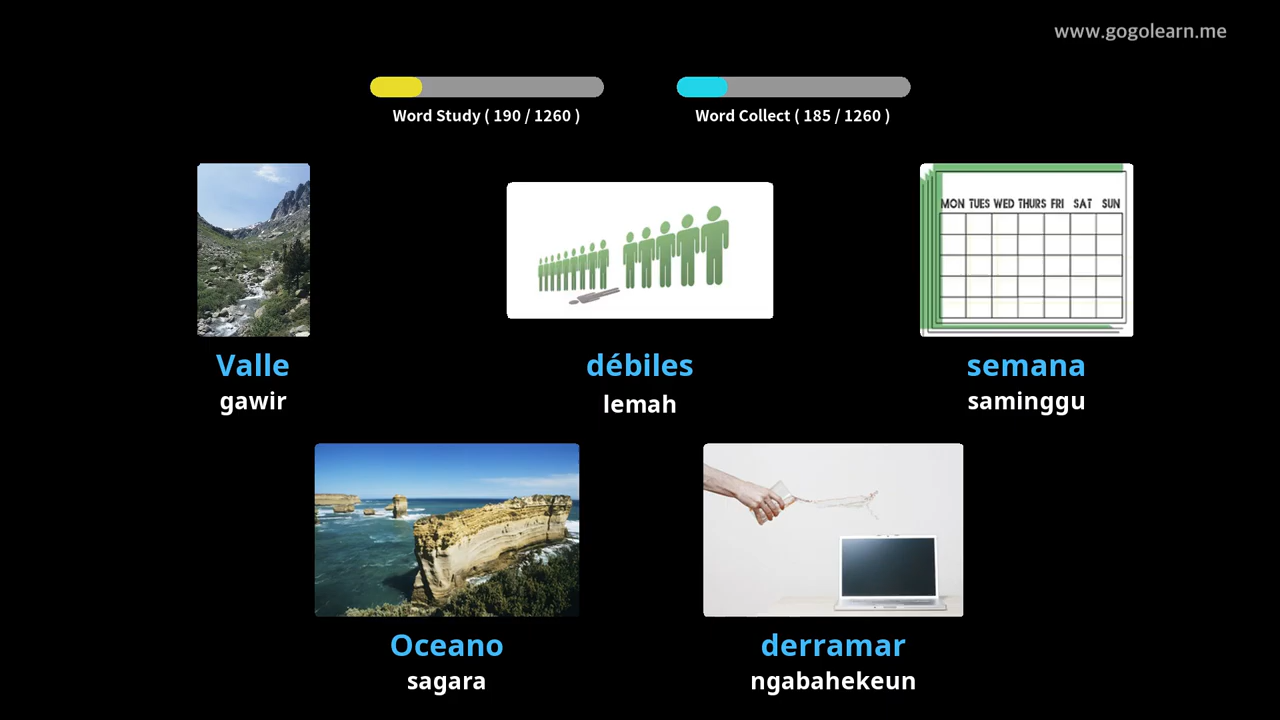 www.gogolearn.me
Word Study ( 190 / 1260 )
Word Collect ( 185 / 1260 )
MON TUES WED THURS FRI SAT SUN
Valle
gawir
débiles
lemah
semana
saminggu
Oceano
sagara
derramar
ngabahekeun